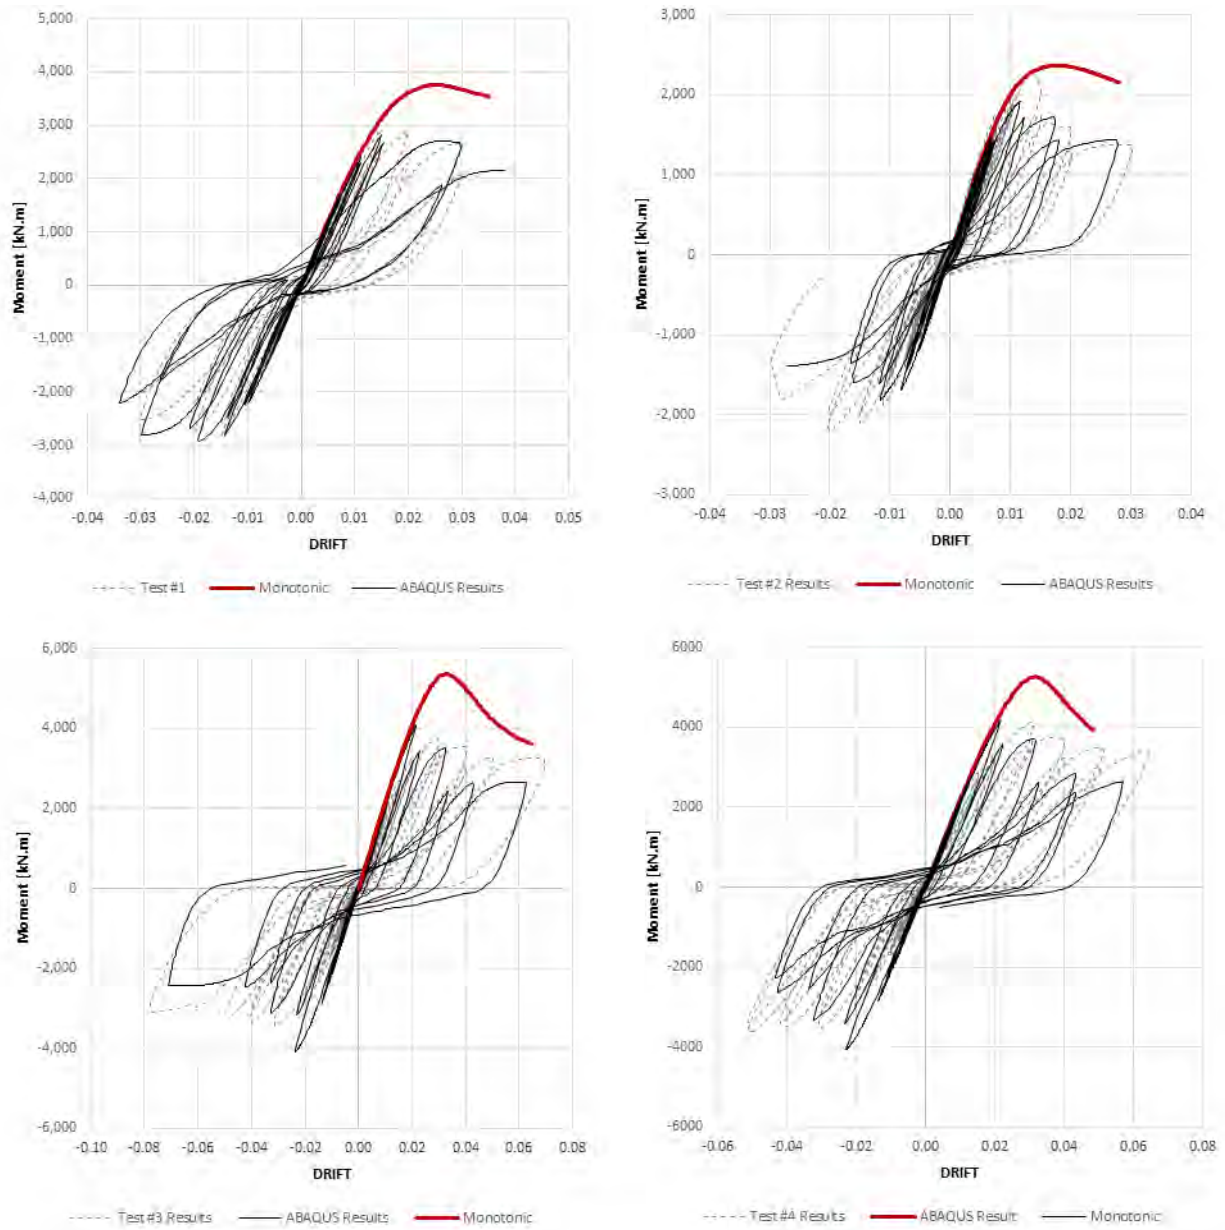 5,000
4,000
3,000
2,000
1,000
0
-1,000
-2,000
-3,000
-4,000
Moment [kN.m]
-0.04 -0.03 -0.02 -0.01 0.00 0.01 0.02 0.03 0.04 0.05
DRIFT
Test #1 Monotonic ABAQUS Results
3,000
2,000
1,000
0
-1,000
-2,000
-3,000
Moment [kN.m]
-0.04 -0.03 -0.02 -0.01 0.00 0.01 0.02 0.03 0.04
DRIFT
Test #2 Results Monotonic ABAQUS Results
6,000
4,000
2,000
0
-2,000
-4,000
-6,000
Moment [kN.m]
-0.10 -0.08 -0.06 -0.04 -0.02 0.00 0.02 0.04 0.06 0.08
DRIFT
Test #3 Results ABAQUS Results Monotonic
6000
4000
2000
0
-2000
-4000
-6000
Moment [kN.m]
-0.06 -0.04 -0.02 0.00 0.02 0.04 0.06 0.08
DRIFT
Test #4 Results ABAQUS Result Monotonic